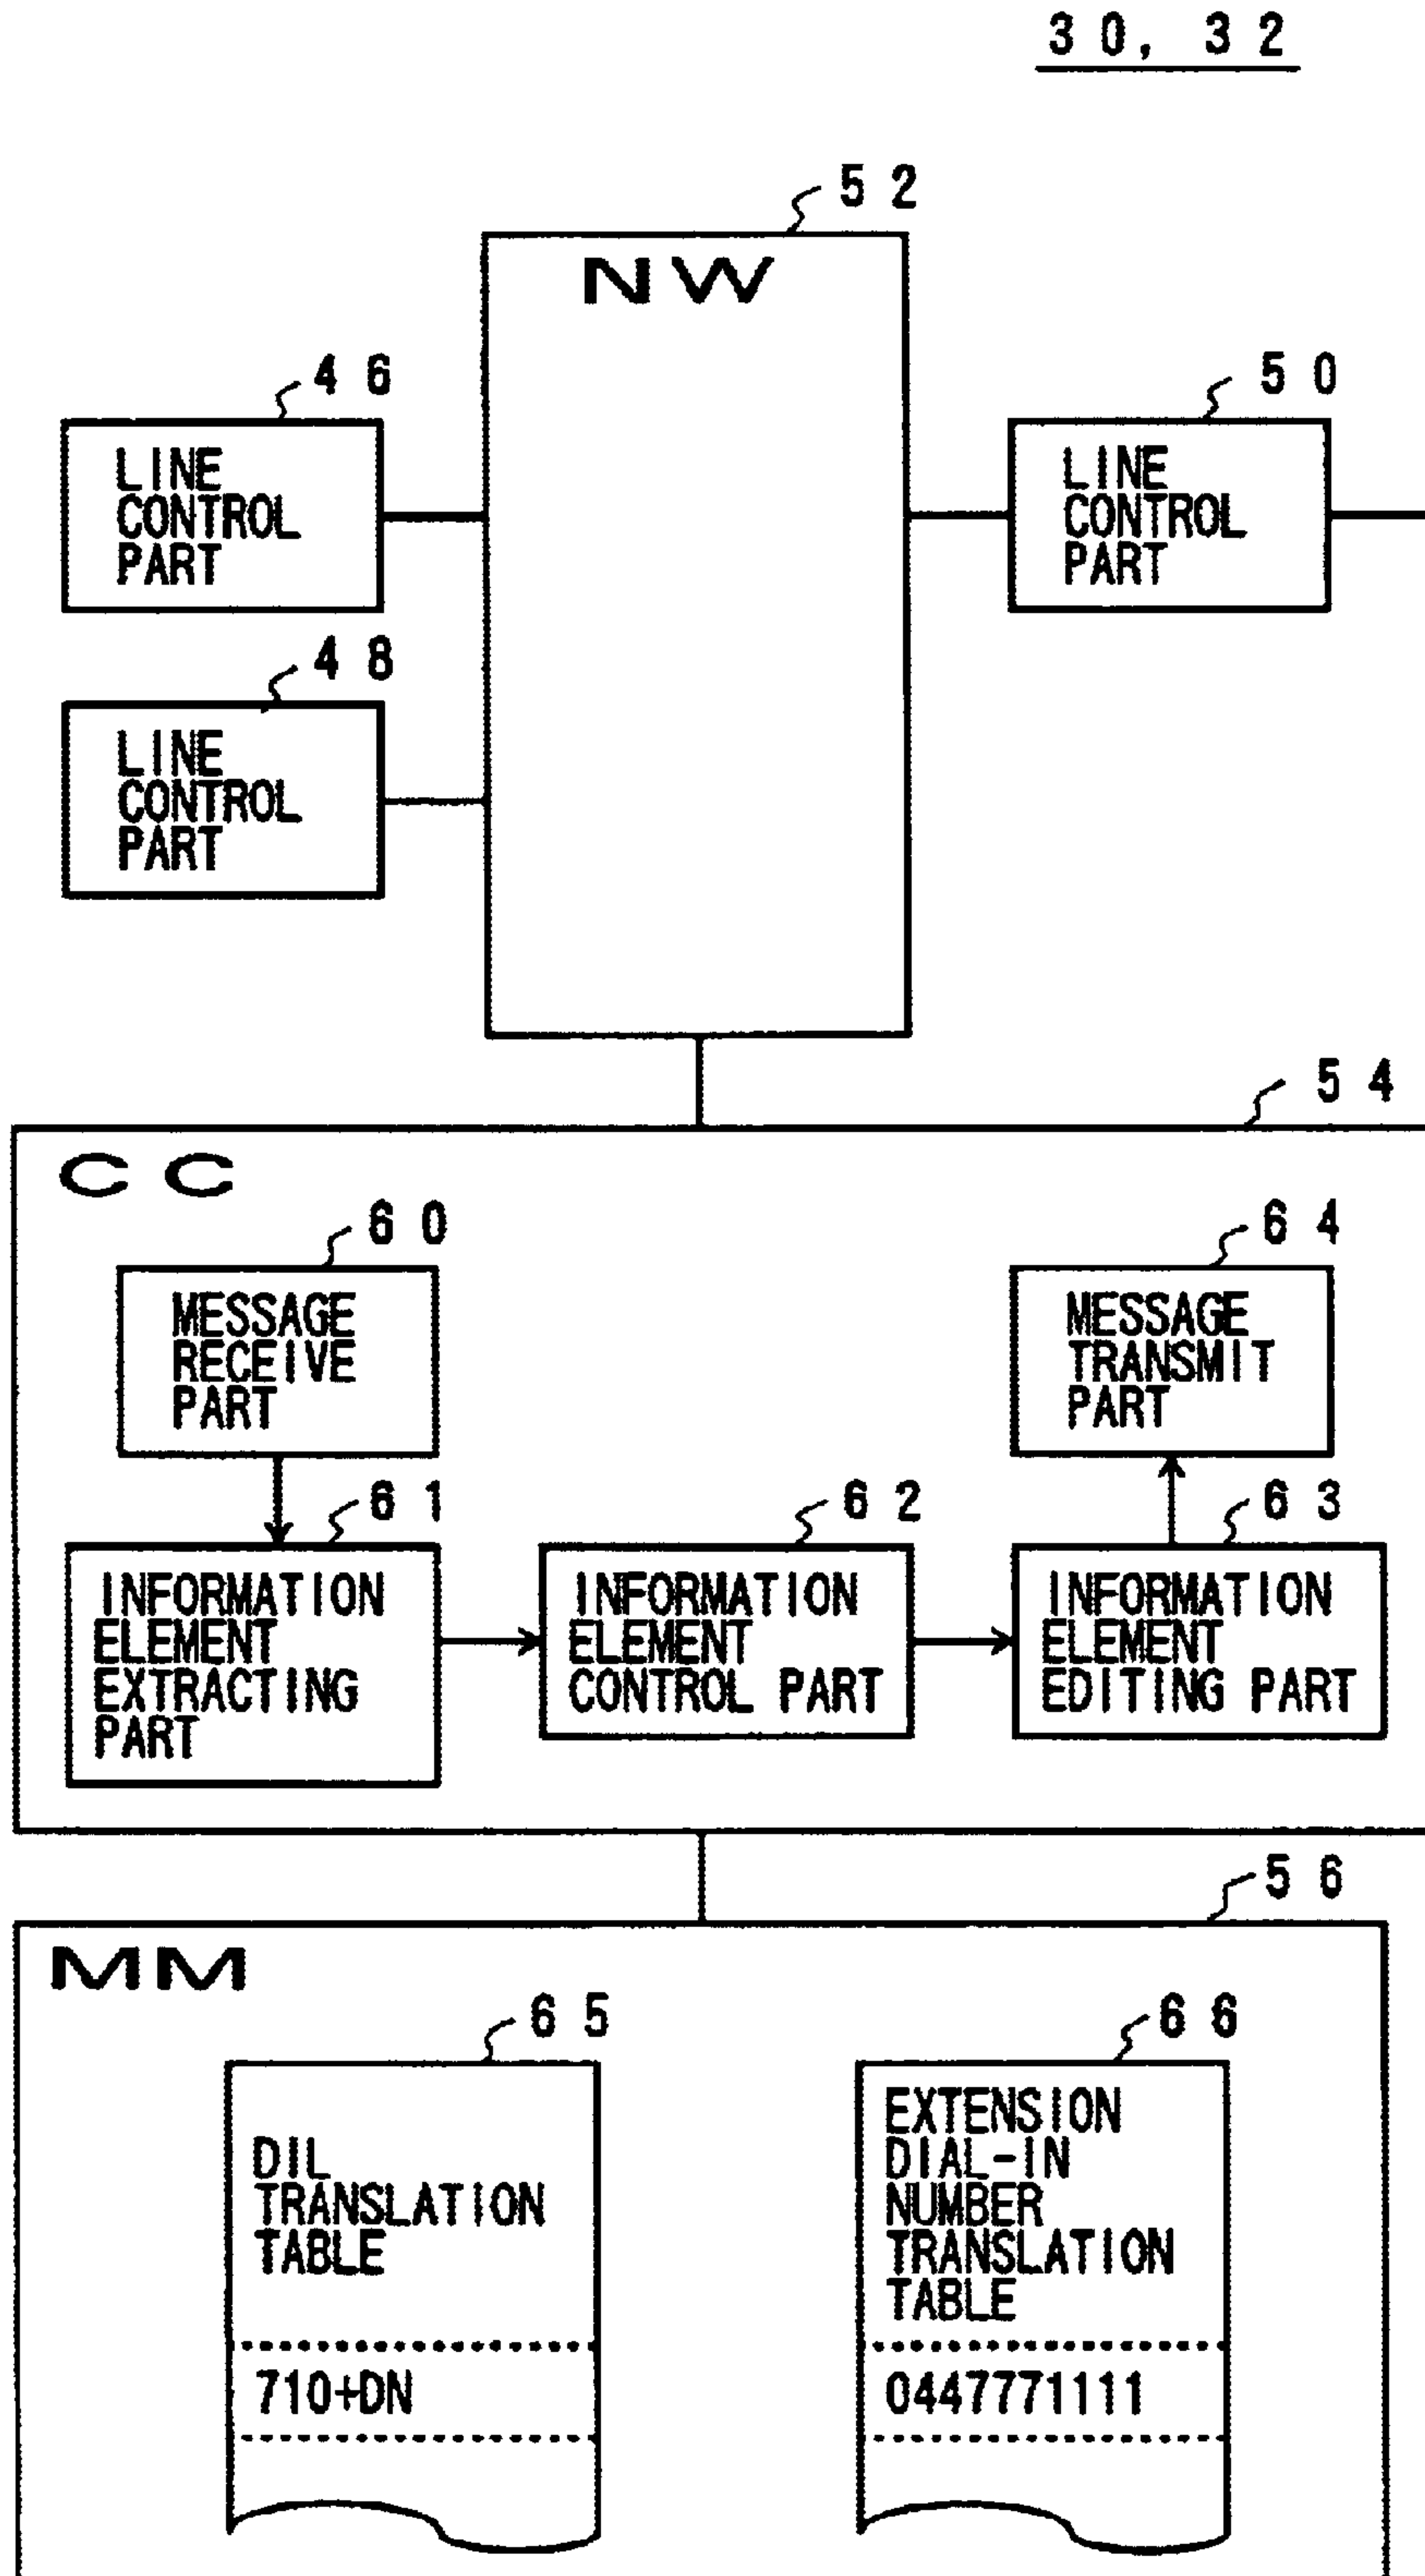 30, 32
52
NW
46
LINE
CONTROL
PART
50
LINE
CONTROL
PART
48
LINE
CONTROL
PART
54
CC
60
MESSAGE
RECEIVE
PART
64
MESSAGE
TRANSMIT
PART
61
INFORMATION
ELEMENT
EXTRACTING
PART
62
INFORMATION
ELEMENT
CONTROL PART
63
INFORMATION
ELEMENT
EDITING PART
56
MM
65
DIL
TRANSLATION
TABLE
710+DN
66
EXTENSION
DIAL-IN
NUMBER
TRANSLATION
TABLE
0447771111